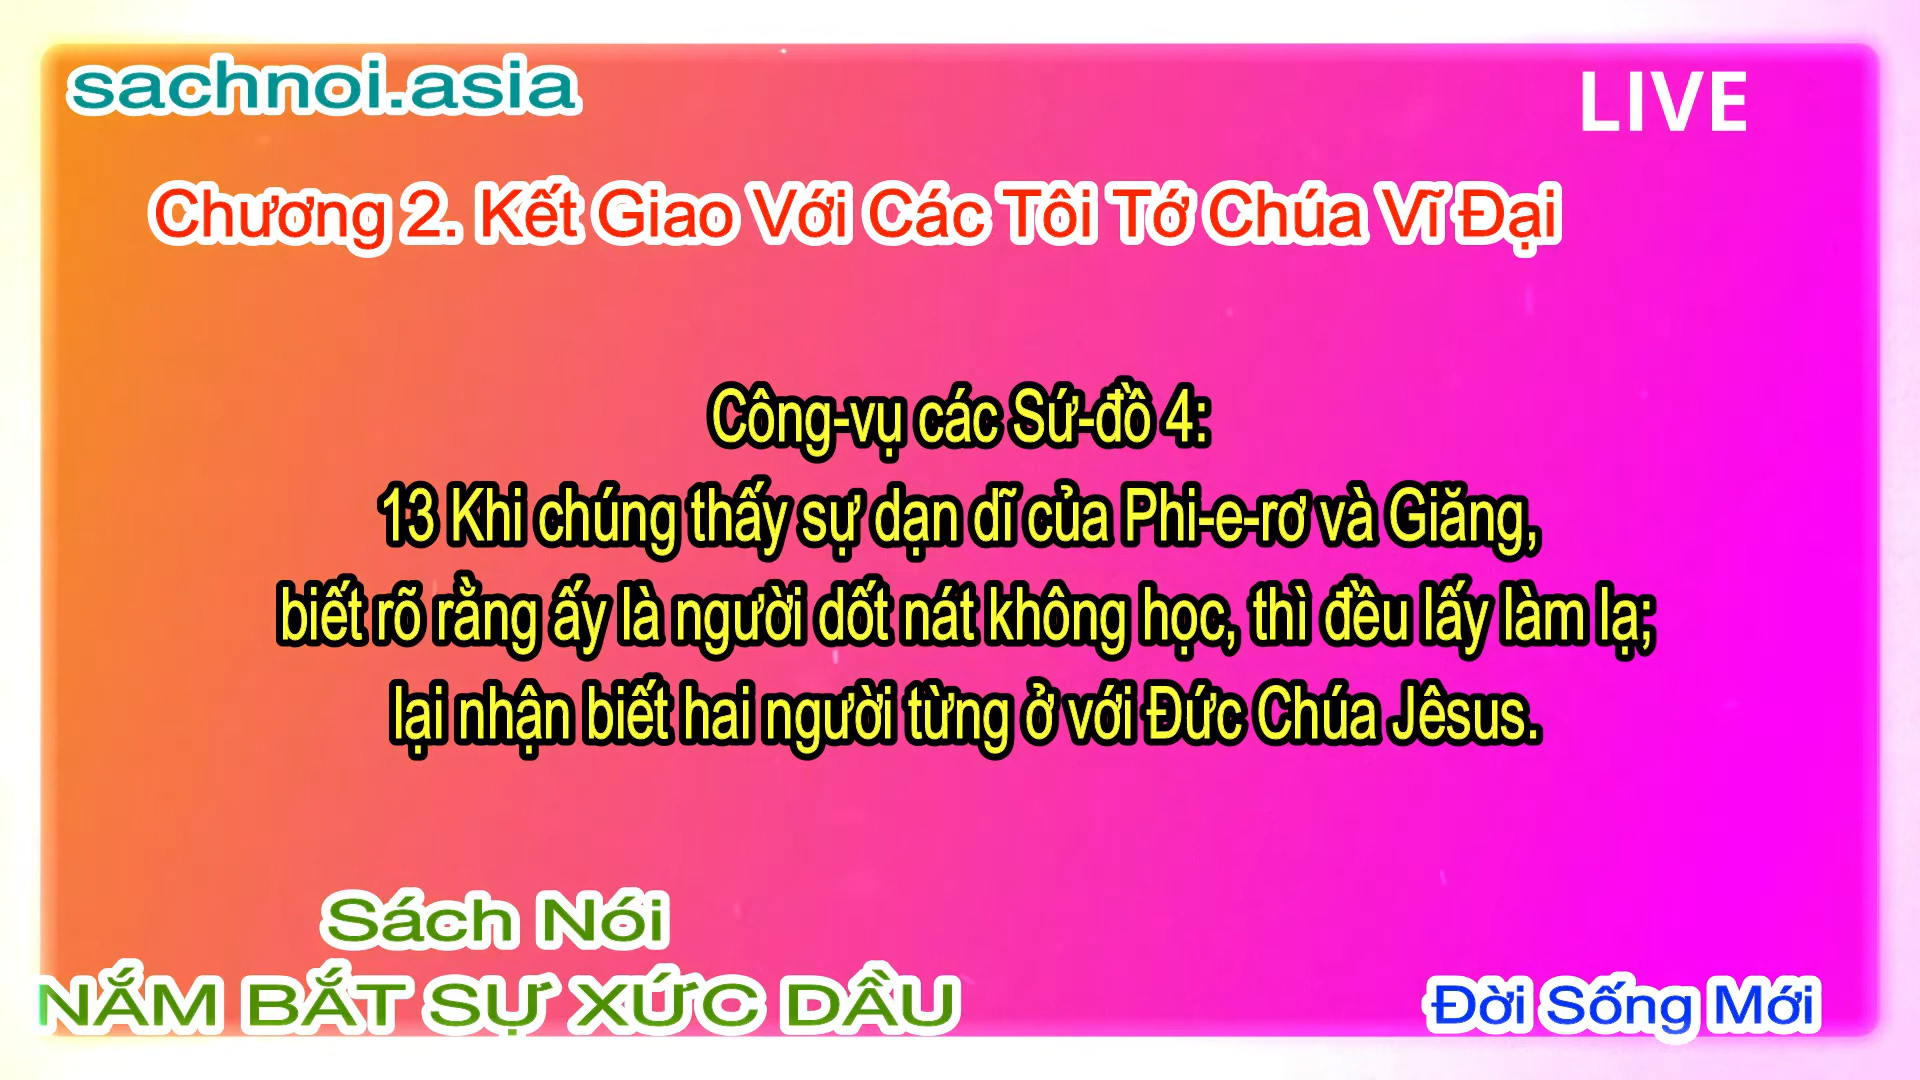 sachnoi.asia
LIVE
Chương 2. Kết Giao Với Các Tôi Tớ Chúa Vĩ Đại
Công-vụ các Sứ-đồ 4:
13 Khi chúng thấy sự dạn dĩ của Phi-e-rơ và Giăng,
biết rõ rằng ấy là người dốt nát không học, thì đều lấy làm lạ;
lại nhận biết hai người từng ở với Đức Chúa Jêsus.
Sách Nói
NẮM BẮT SỰ XỨC DẦU
Đời Sống Mới